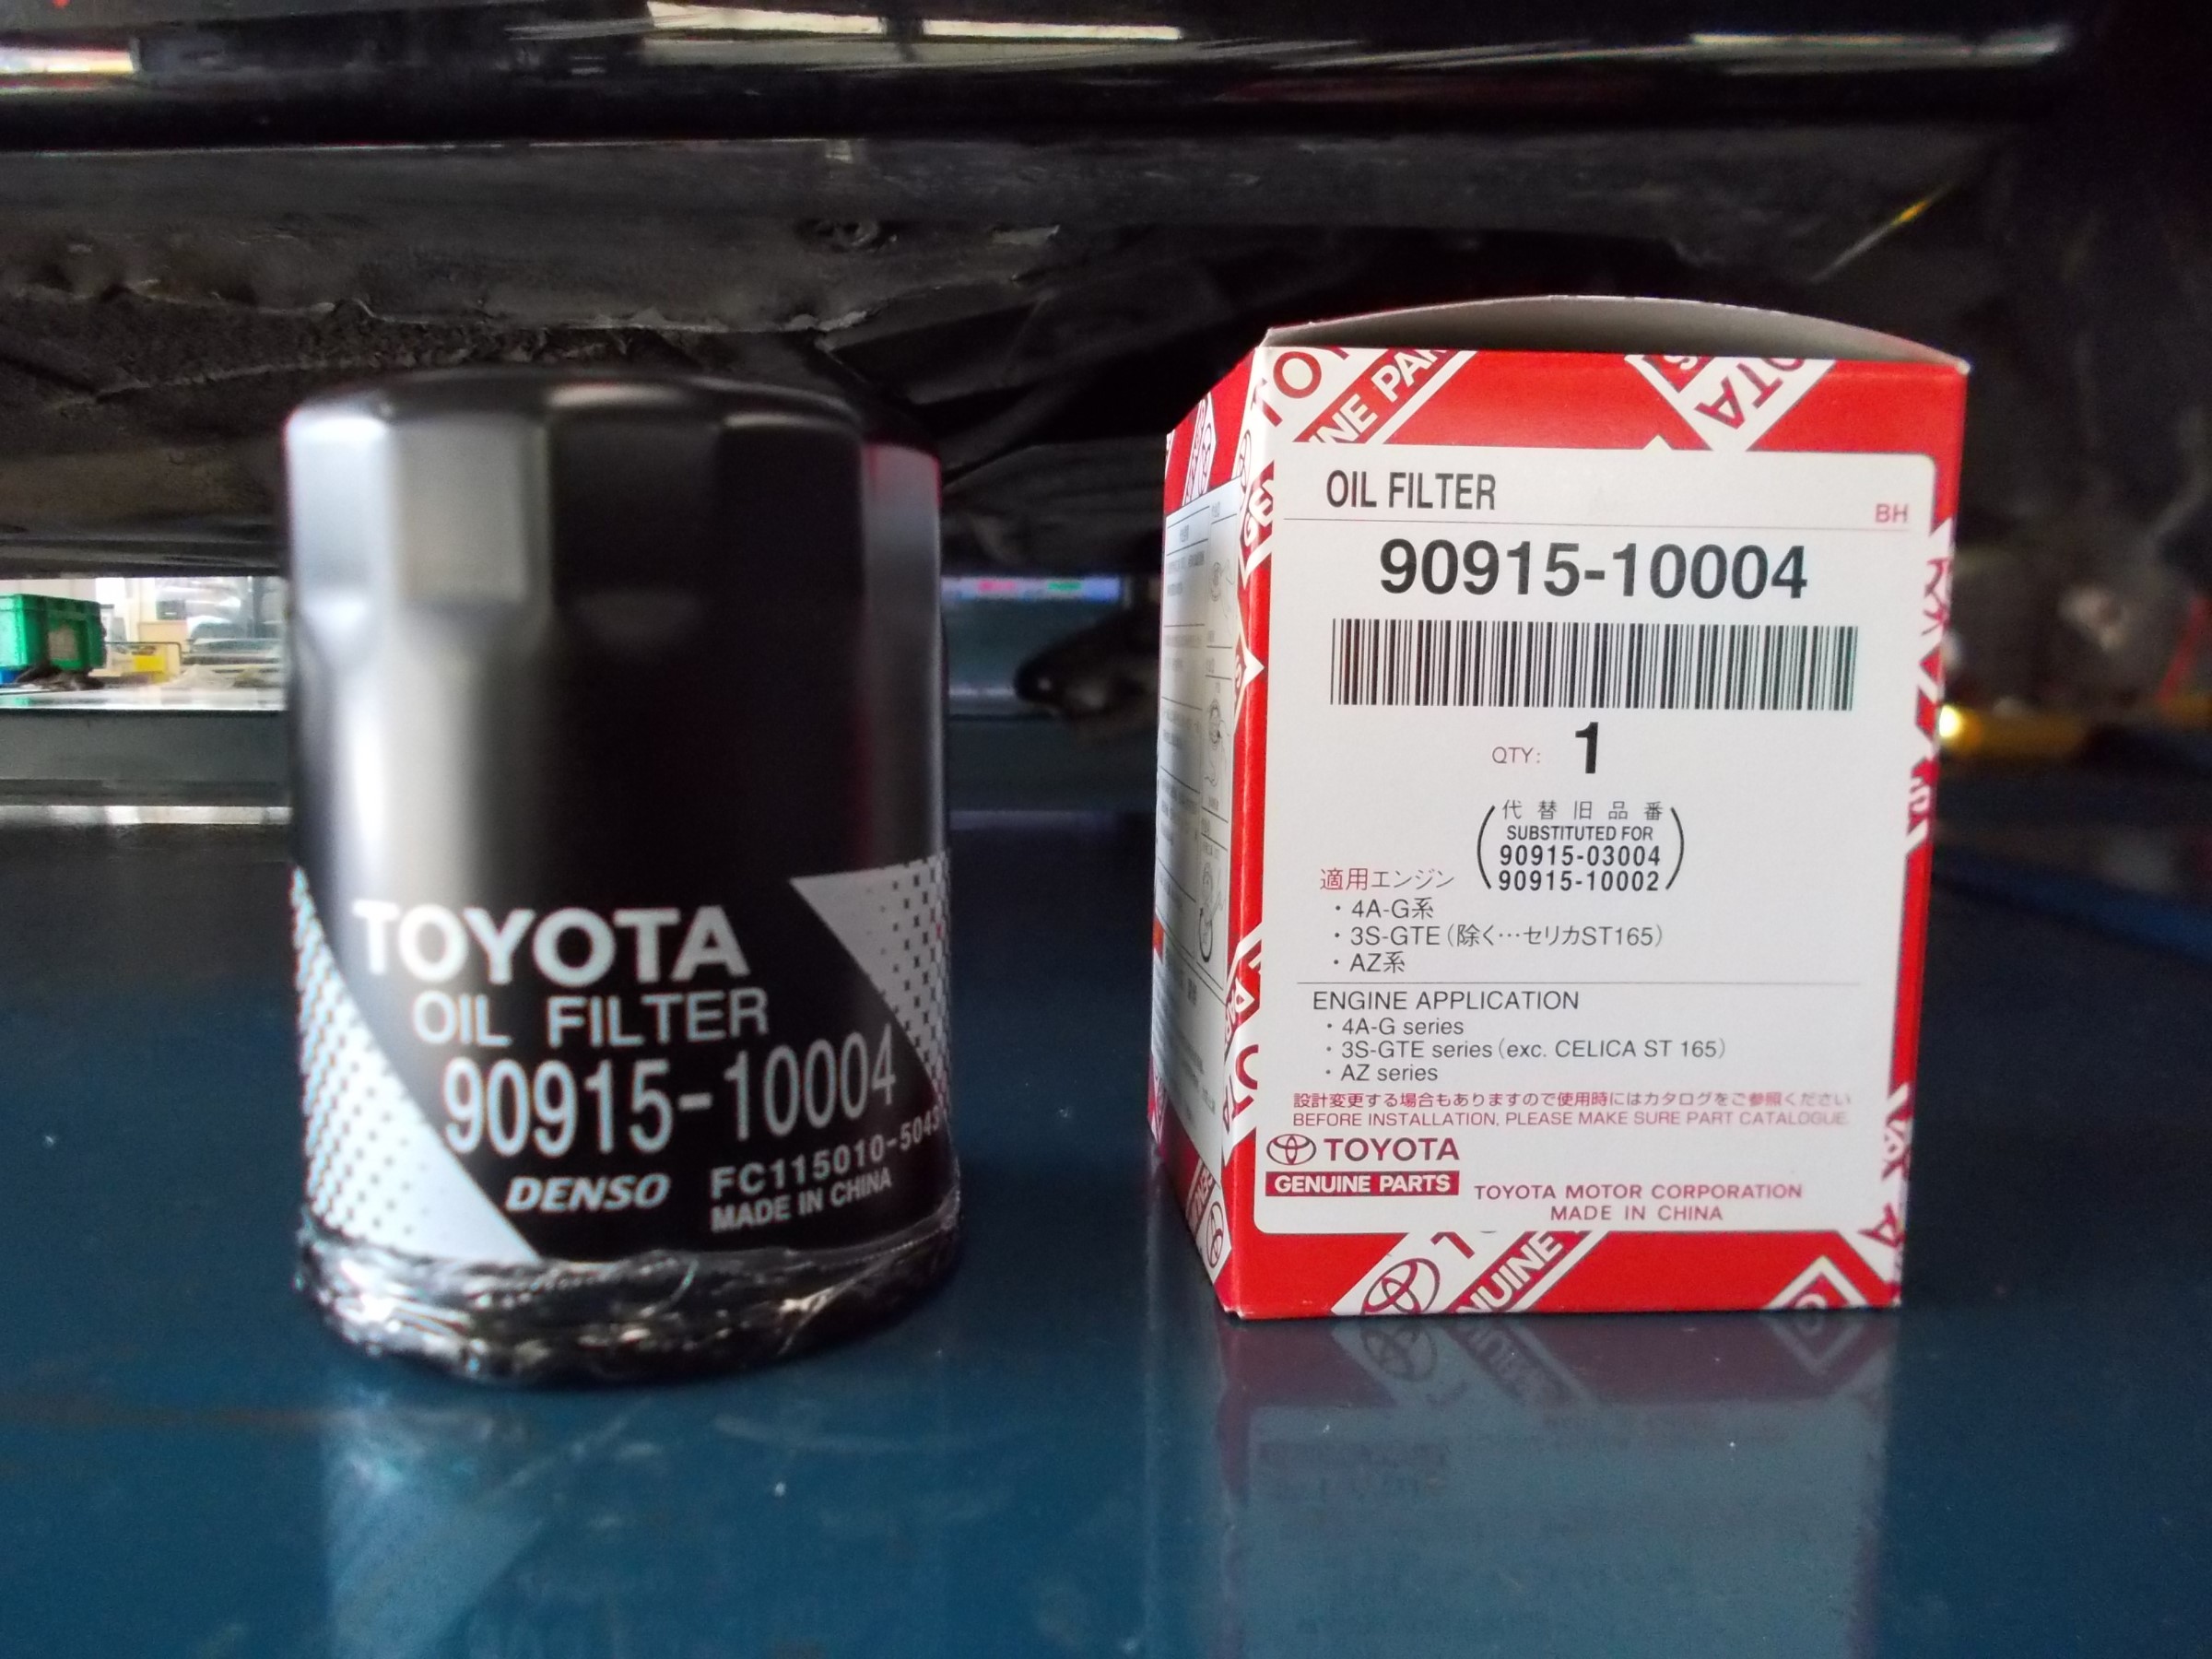 TOYOTA
OIL FILTER
90915-10004
DENSO
FC115010-5043
MADE IN CHINA
OIL FILTER
BH
90915-10004
QTY: 1
代替旧品番
SUBSTITUTED FOR
90915-03004
90915-10002
適用エンジン
・4A-G系
・3S-GTE（除く…セリカST165）
・AZ系
ENGINE APPLICATION
・4A-G series
・3S-GTE series (exc. CELICA ST 165)
・AZ series
設計変更する場合もありますので使用時にはカタログをご参照ください
BEFORE INSTALLATION, PLEASE MAKE SURE PART CATALOGUE.
TOYOTA
GENUINE PARTS
TOYOTA MOTOR CORPORATION
MADE IN CHINA